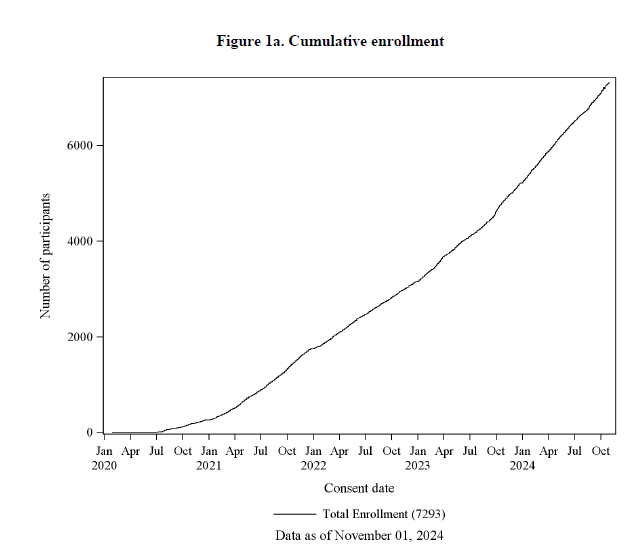 Figure 1a. Cumulative enrollment
Number of participants
6000
4000
2000
0
Jan Apr Jul Oct Jan Apr Jul Oct Jan Apr Jul Oct Jan Apr Jul Oct Jan Apr Jul Oct
2020 2021 2022 2023 2024
Consent date
Total Enrollment (7293)
Data as of November 01, 2024